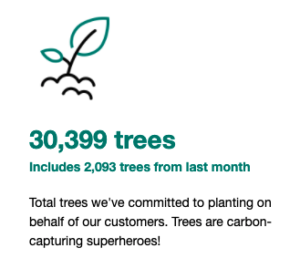 30,399 trees
Includes 2,093 trees from last month
Total trees we've committed to planting on
behalf of our customers. Trees are carbon-
capturing superheroes!